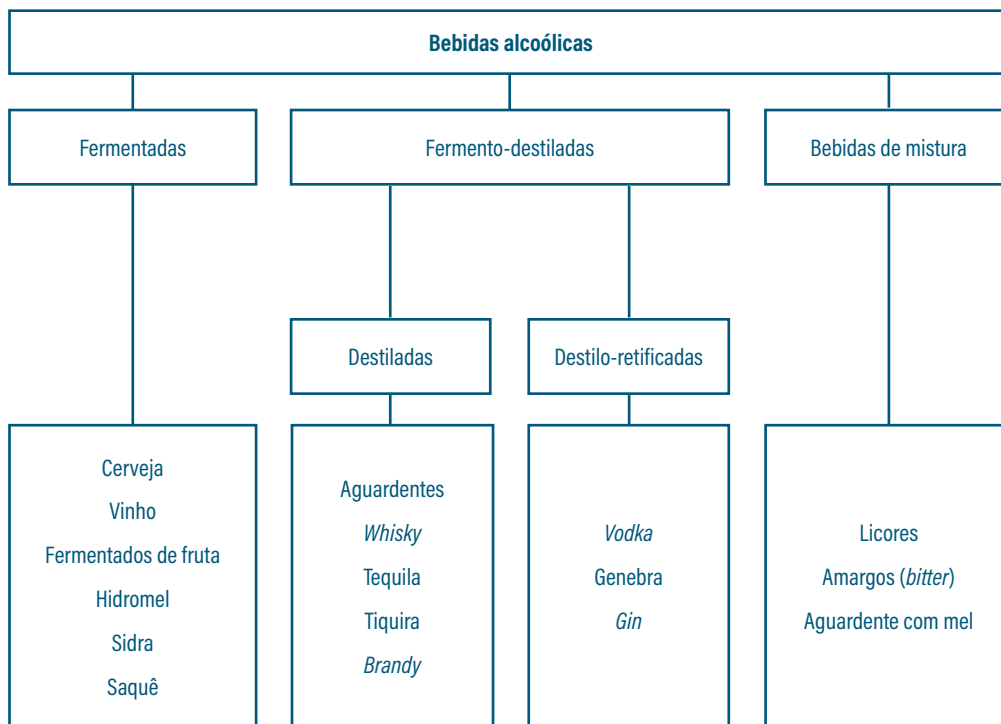 Bebidas alcoólicas
Fermentadas
Fermento-destiladas
Bebidas de mistura
Destiladas
Destilo-retificadas
Cerveja
Vinho
Fermentados de fruta
Hidromel
Sidra
Saquê
Aguardentes
Whisky
Tequila
Tiquira
Brandy
Vodka
Genebra
Gin
Licores
Amargos (bitter)
Aguardente com mel